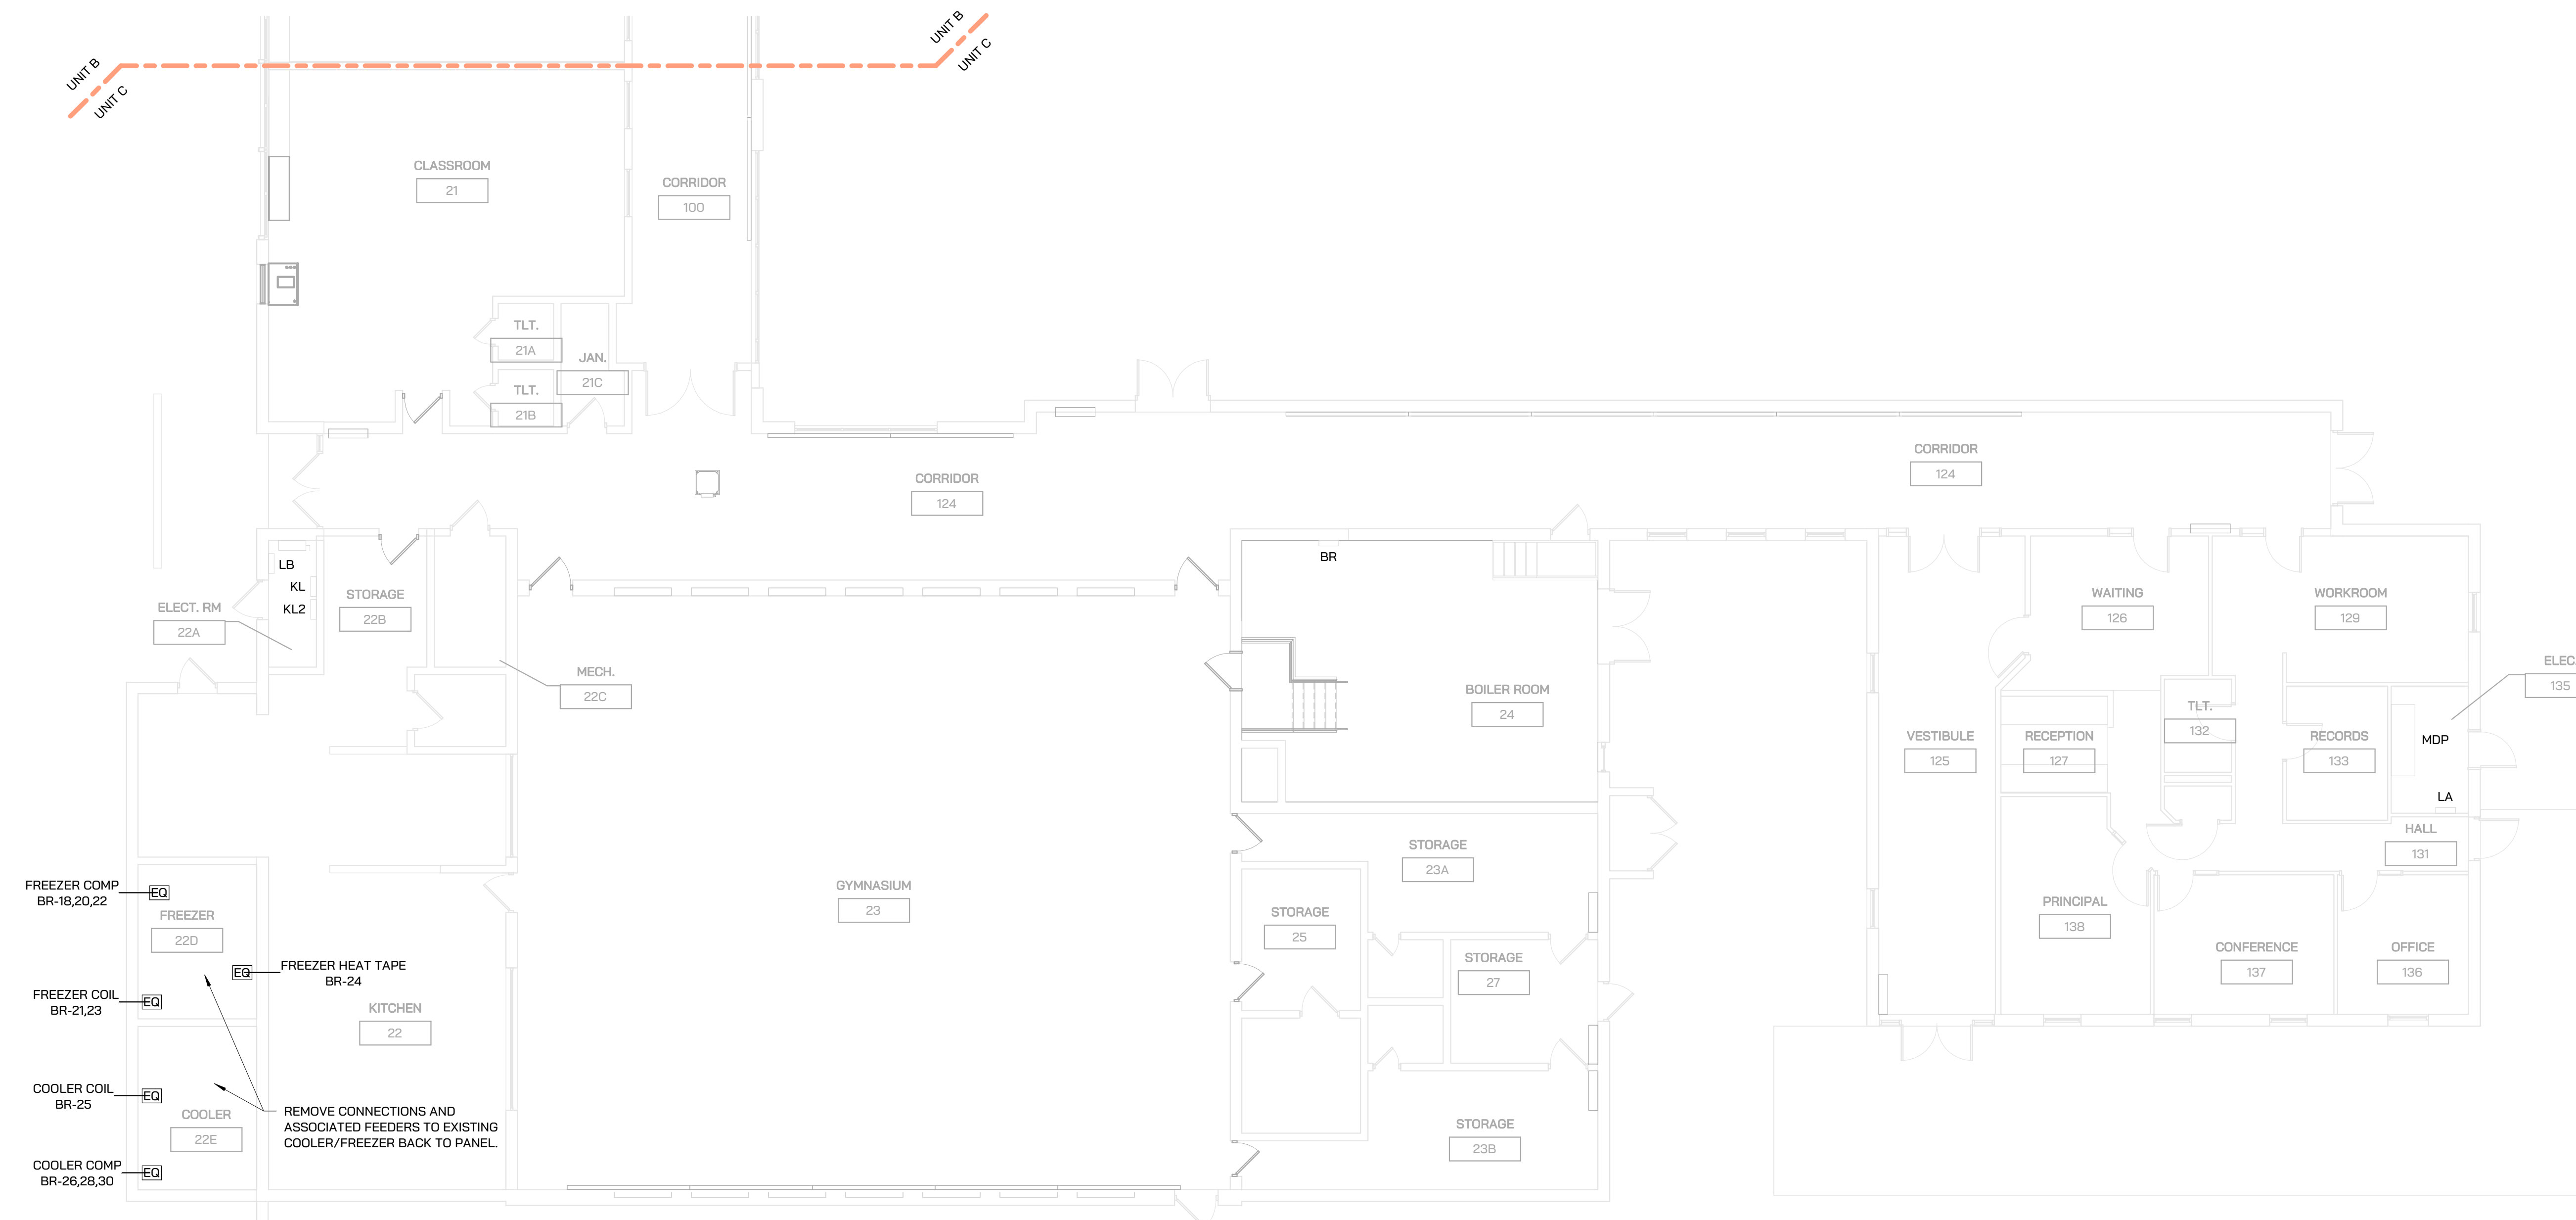 UNIT B
UNIT C
UNIT B
UNIT C
CLASSROOM
21
CORRIDOR
100
TLT.
21A
JAN.
21C
TLT.
21B
CORRIDOR
124
CORRIDOR
124
LB
KL
KL2
ELECT. RM
22A
STORAGE
22B
MECH.
22C
BR
BOILER ROOM
24
WAITING
126
WORKROOM
129
ELEC.
135
VESTIBULE
125
RECEPTION
127
TLT.
132
RECORDS
133
MDP
LA
HALL
131
FREEZER COMP
BR-18,20,22
EQ
FREEZER
22D
EQ
FREEZER HEAT TAPE
BR-24
FREEZER COIL
BR-21,23
EQ
KITCHEN
22
GYMNASIUM
23
STORAGE
23A
STORAGE
25
STORAGE
27
PRINCIPAL
138
CONFERENCE
137
OFFICE
136
COOLER COIL
BR-25
EQ
COOLER
22E
REMOVE CONNECTIONS AND
ASSOCIATED FEEDERS TO EXISTING
COOLER/FREEZER BACK TO PANEL.
COOLER COMP
BR-26,28,30
EQ
STORAGE
23B